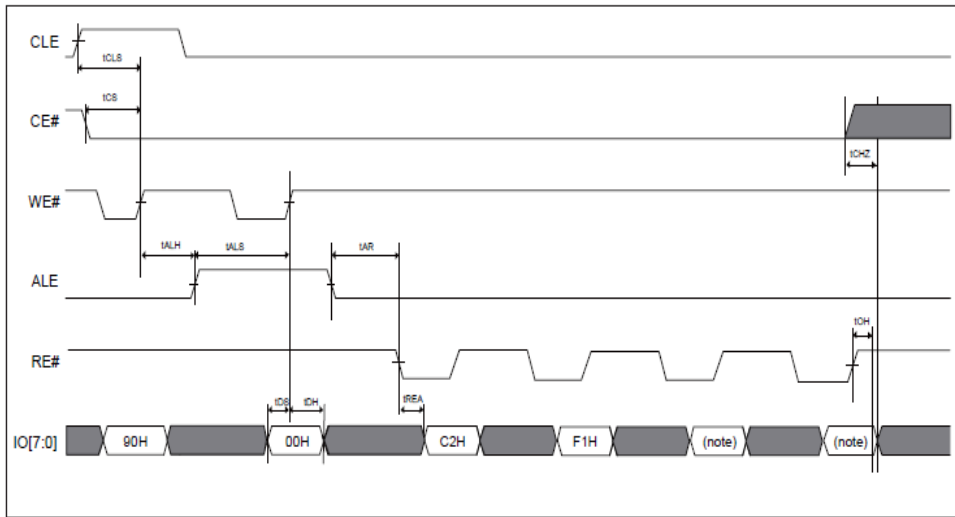 CLE
tCLS
tCS
CE#
tCHZ
WE#
tALH tALS tAR
ALE
tOH
RE#
tDS tDH tREA
IO[7:0] 90H 00H C2H F1H (note) (note)